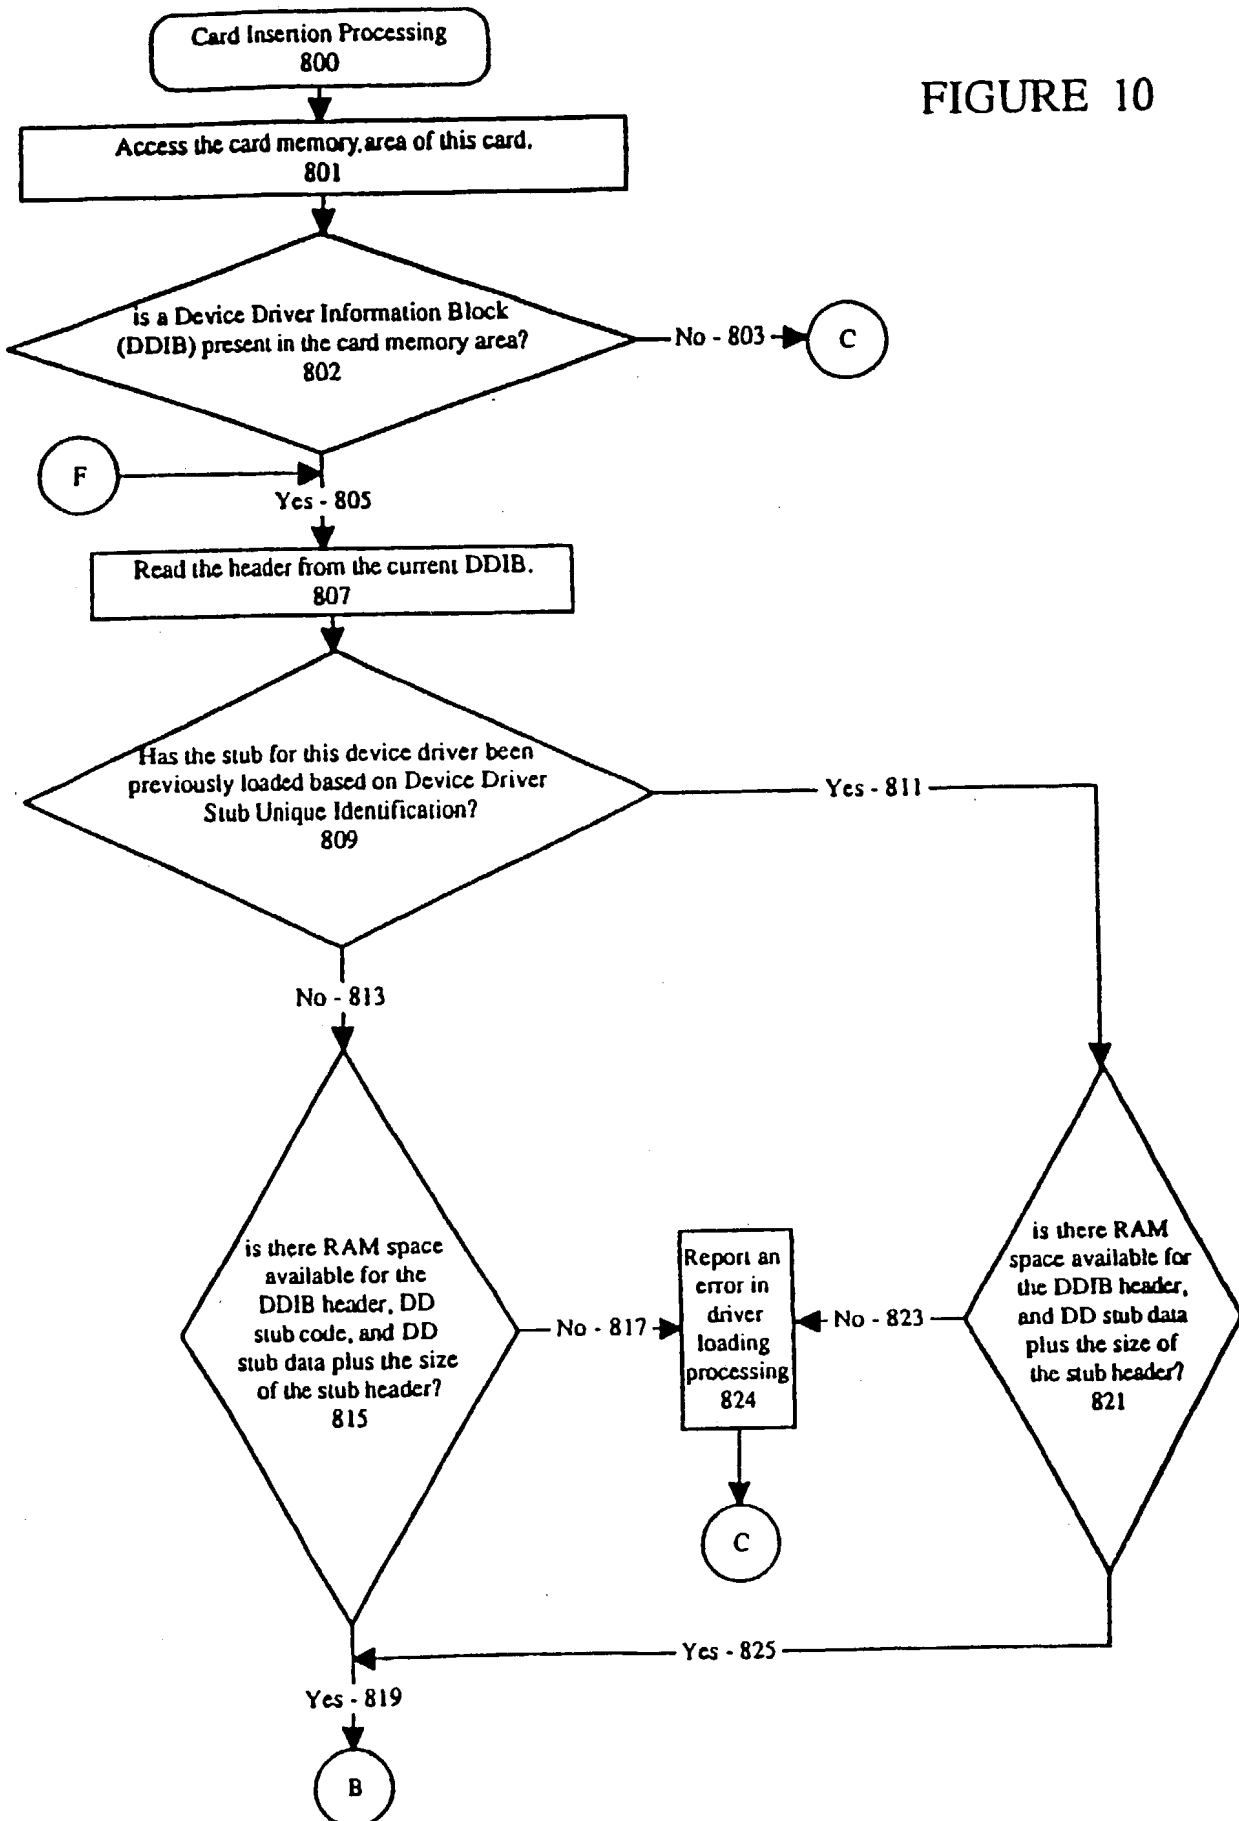 Card Insertion Processing
800
FIGURE 10
Access the card memory area of this card.
801
is a Device Driver Information Block
(DDIB) present in the card memory area?
802
No - 803
C
F
Yes - 805
Read the header from the current DDIB.
807
Has the stub for this device driver been
previously loaded based on Device Driver
Stub Unique Identification?
809
Yes - 811
No - 813
is there RAM space
available for the
DDIB header, DD
stub code, and DD
stub data plus the size
of the stub header?
815
No - 817
Report an
error in
driver
loading
processing
824
No - 823
is there RAM
space available for
the DDIB header,
and DD stub data
plus the size of
the stub header?
821
C
Yes - 825
Yes - 819
B